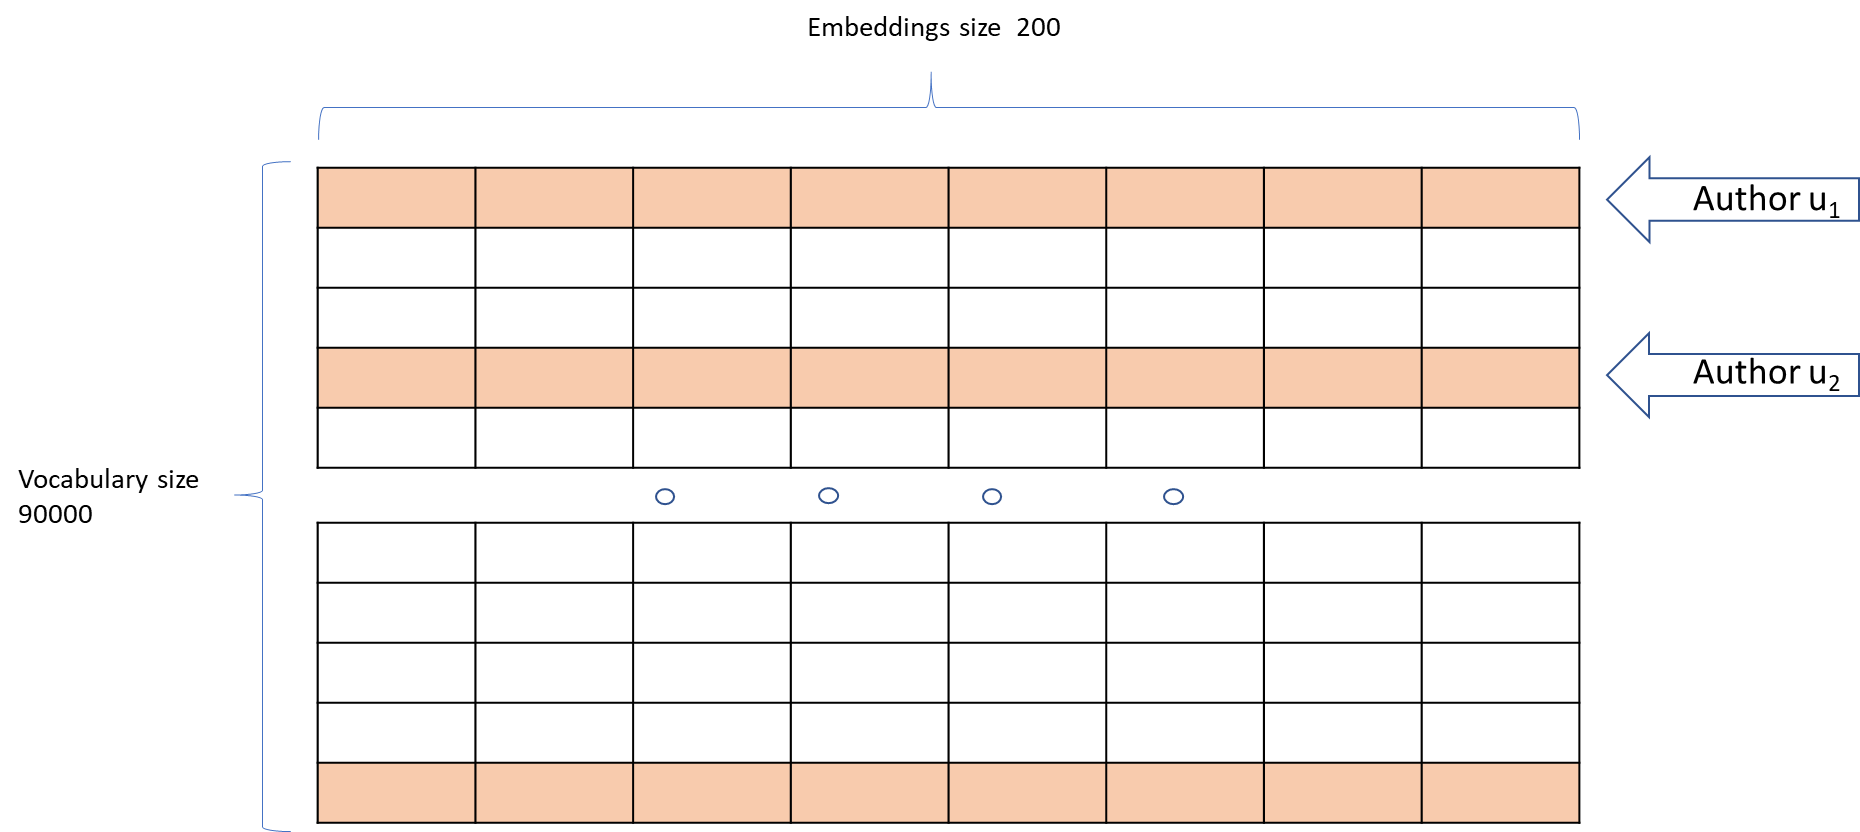 Embeddings size 200
Author u1
Author u2
Vocabulary size
90000